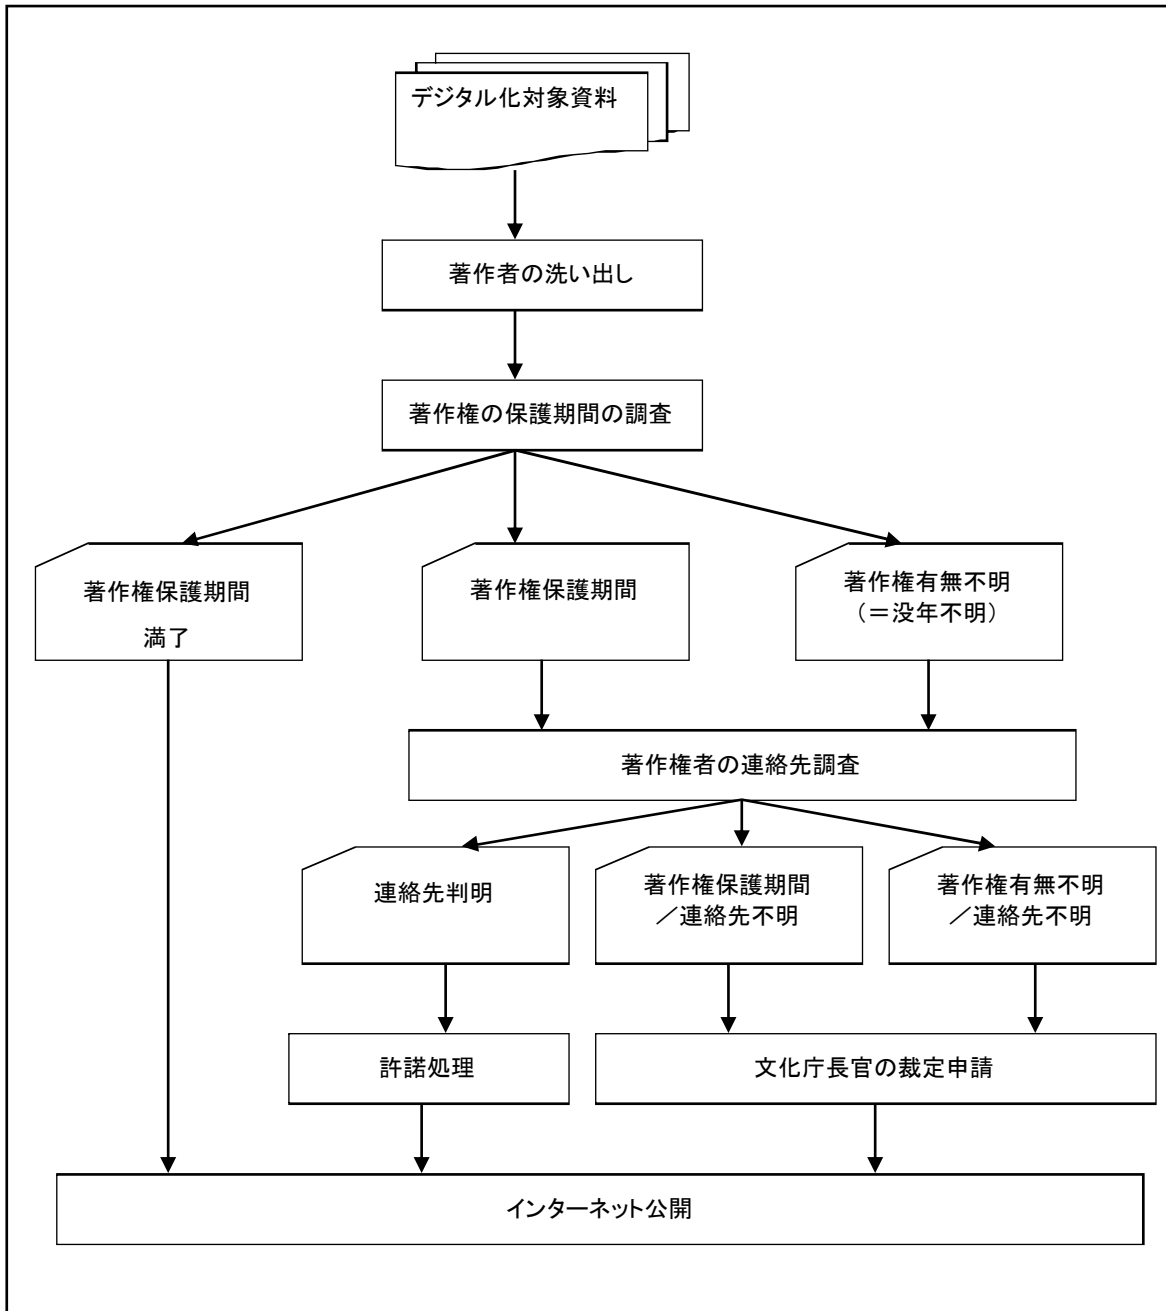 デジタル化対象資料
著作者の洗い出し
著作権の保護期間の調査
著作権保護期間
満了
著作権保護期間
著作権有無不明
（＝没年不明）
著作権者の連絡先調査
連絡先判明
著作権保護期間
／連絡先不明
著作権有無不明
／連絡先不明
許諾処理
文化庁長官の裁定申請
インターネット公開